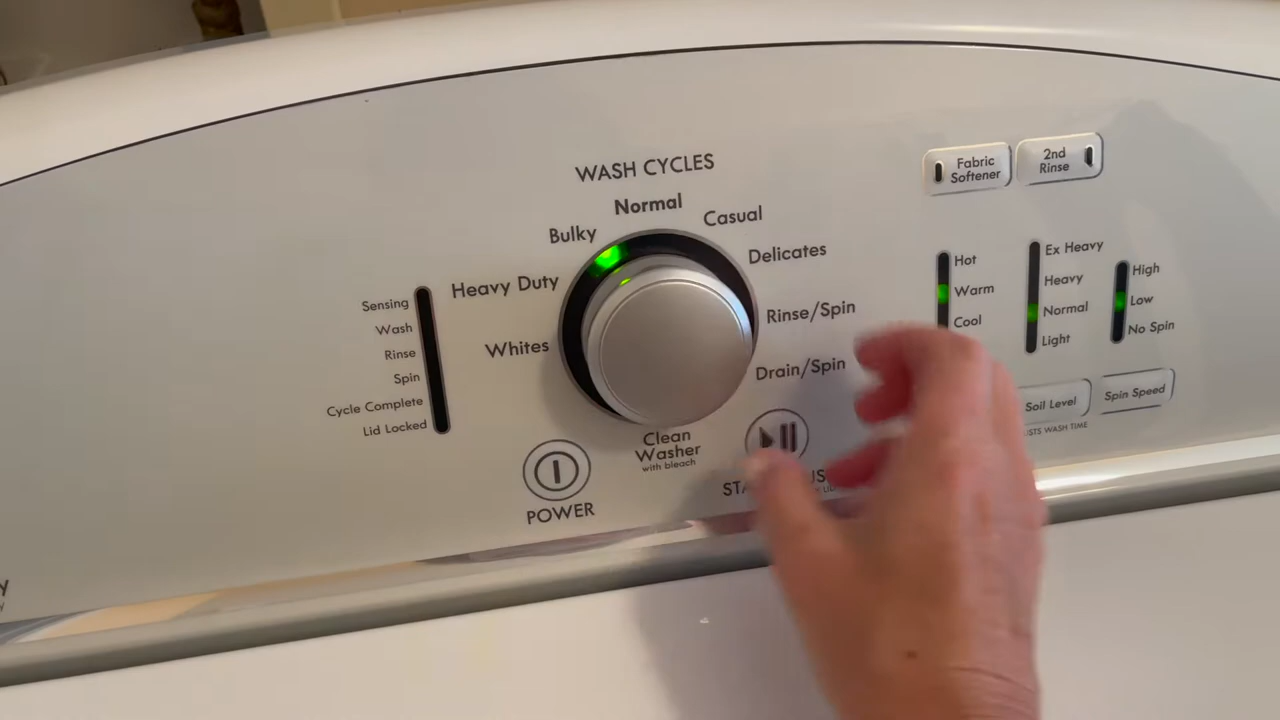 WASH CYCLES
Normal
Bulky
Casual
Heavy Duty
Delicates
Whites
Rinse/Spin
Drain/Spin
Clean
Washer
with bleach
Sensing
Wash
Rinse
Spin
Cycle Complete
Lid Locked
POWER
Fabric
Softener
2nd
Rinse
Hot
Warm
Cool
Ex Heavy
Heavy
Normal
Light
High
Low
No Spin
Soil Level
Spin Speed
WASH TIME